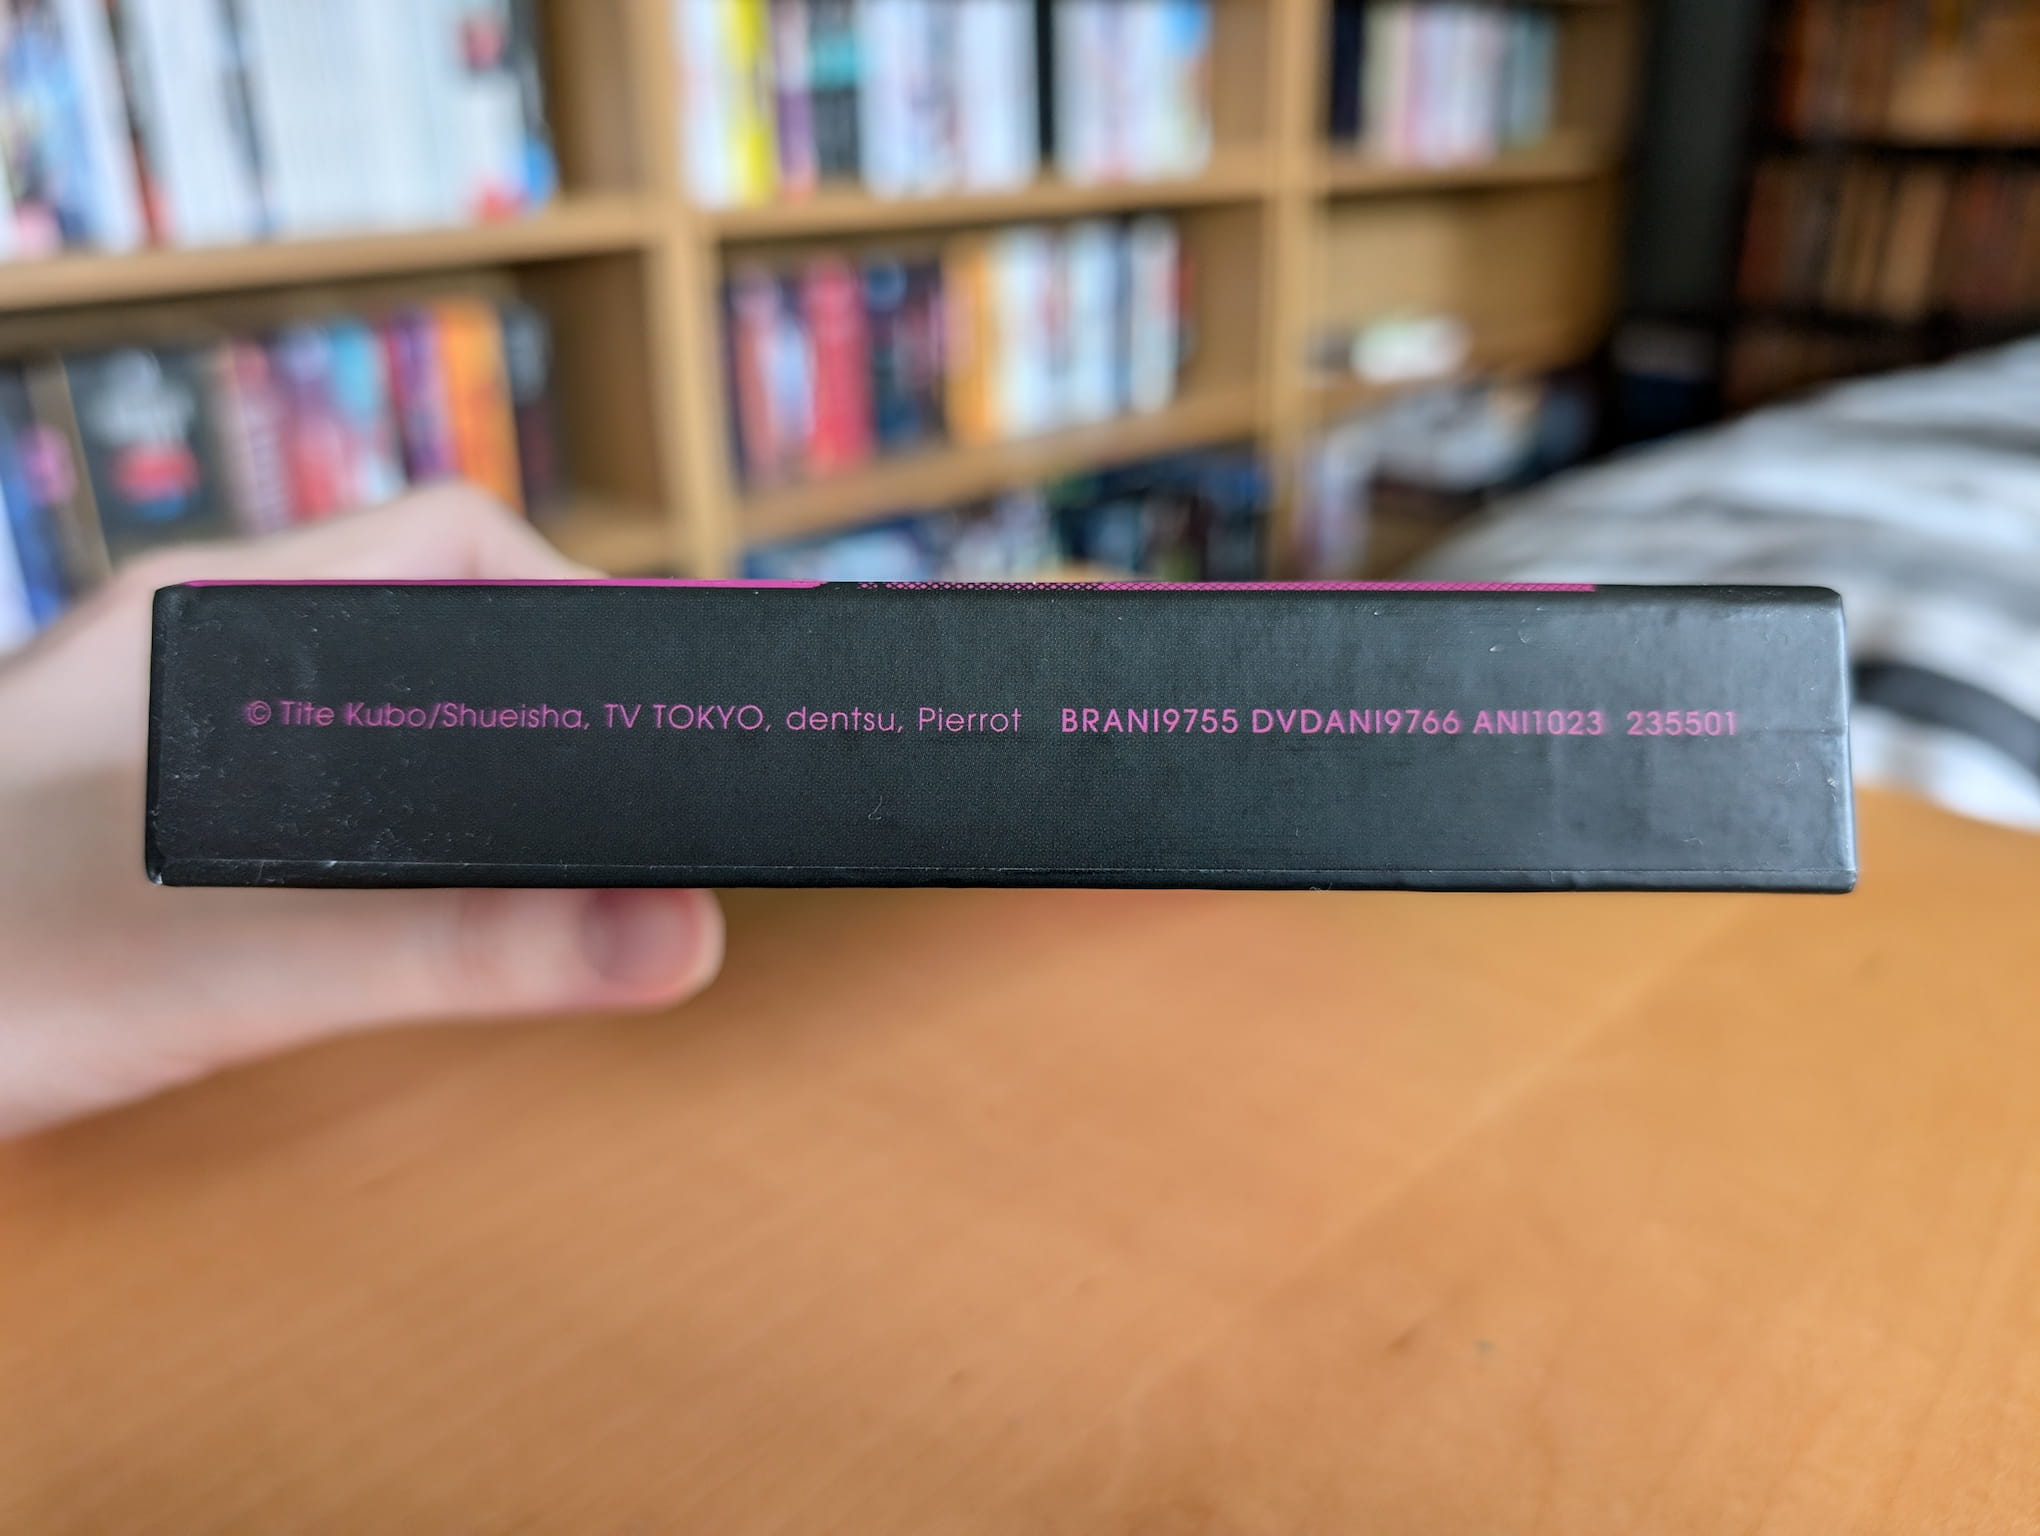 © Tite Kubo/Shueisha, TV TOKYO, dentsu, Pierrot BRANI9755 DVDANI9766 ANI1023 235501